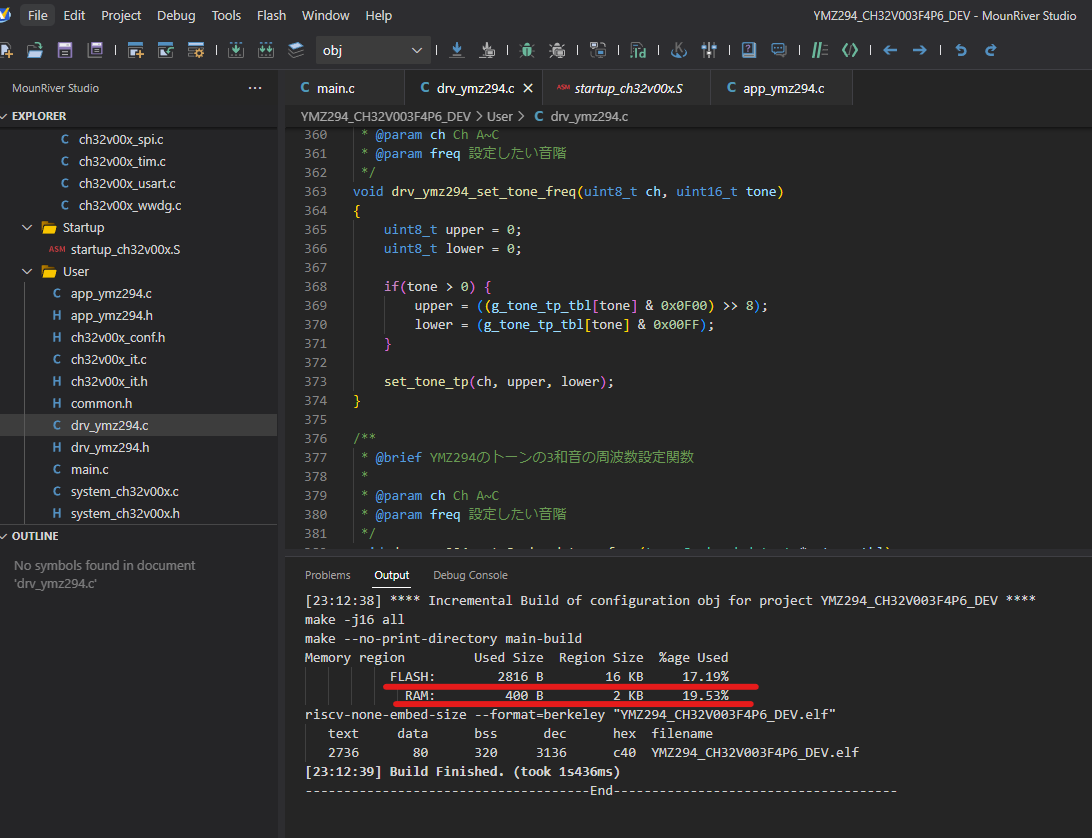 File Edit Project Debug Tools Flash Window Help YMZ294_CH32V003F4P6_DEV - MounRiver Studio
obj
MounRiver Studio ···
EXPLORER
C ch32v00x_spi.c
C ch32v00x_tim.c
C ch32v00x_usart.c
C ch32v00x_wwdg.c
Startup
ASM startup_ch32v00x.S
User
C app_ymz294.c
H app_ymz294.h
H ch32v00x_conf.h
C ch32v00x_it.c
H ch32v00x_it.h
H common.h
C drv_ymz294.c
H drv_ymz294.h
C main.c
C system_ch32v00x.c
H system_ch32v00x.h
OUTLINE
No symbols found in document
'drv_ymz294.c'
C main.c C drv_ymz294.c ASM startup_ch32v00x.S C app_ymz294.c
YMZ294_CH32V003F4P6_DEV > User > C drv_ymz294.c
360 * @param ch Ch A~C
361 * @param freq 設定したい音階
362 */
363 void drv_ymz294_set_tone_freq(uint8_t ch, uint16_t tone)
364 {
365 uint8_t upper = 0;
366 uint8_t lower = 0;
367
368 if(tone > 0) {
369 upper = ((g_tone_tp_tbl[tone] & 0x0F00) >> 8);
370 lower = (g_tone_tp_tbl[tone] & 0x00FF);
371 }
372
373 set_tone_tp(ch, upper, lower);
374 }
375
376 /**
377 * @brief YMZ294のトーンの3和音の周波数設定関数
378 *
379 * @param ch Ch A~C
380 * @param freq 設定したい音階
381 */
Problems Output Debug Console
[23:12:38] **** Incremental Build of configuration obj for project YMZ294_CH32V003F4P6_DEV ****
make -j16 all
make --no-print-directory main-build
Memory region Used Size Region Size %age Used
FLASH: 2816 B 16 KB 17.19%
RAM: 400 B 2 KB 19.53%
riscv-none-embed-size --format=berkeley "YMZ294_CH32V003F4P6_DEV.elf"
text data bss dec hex filename
2736 80 320 3136 c40 YMZ294_CH32V003F4P6_DEV.elf
[23:12:39] Build Finished. (took 1s436ms)
--------------------------------------End--------------------------------------